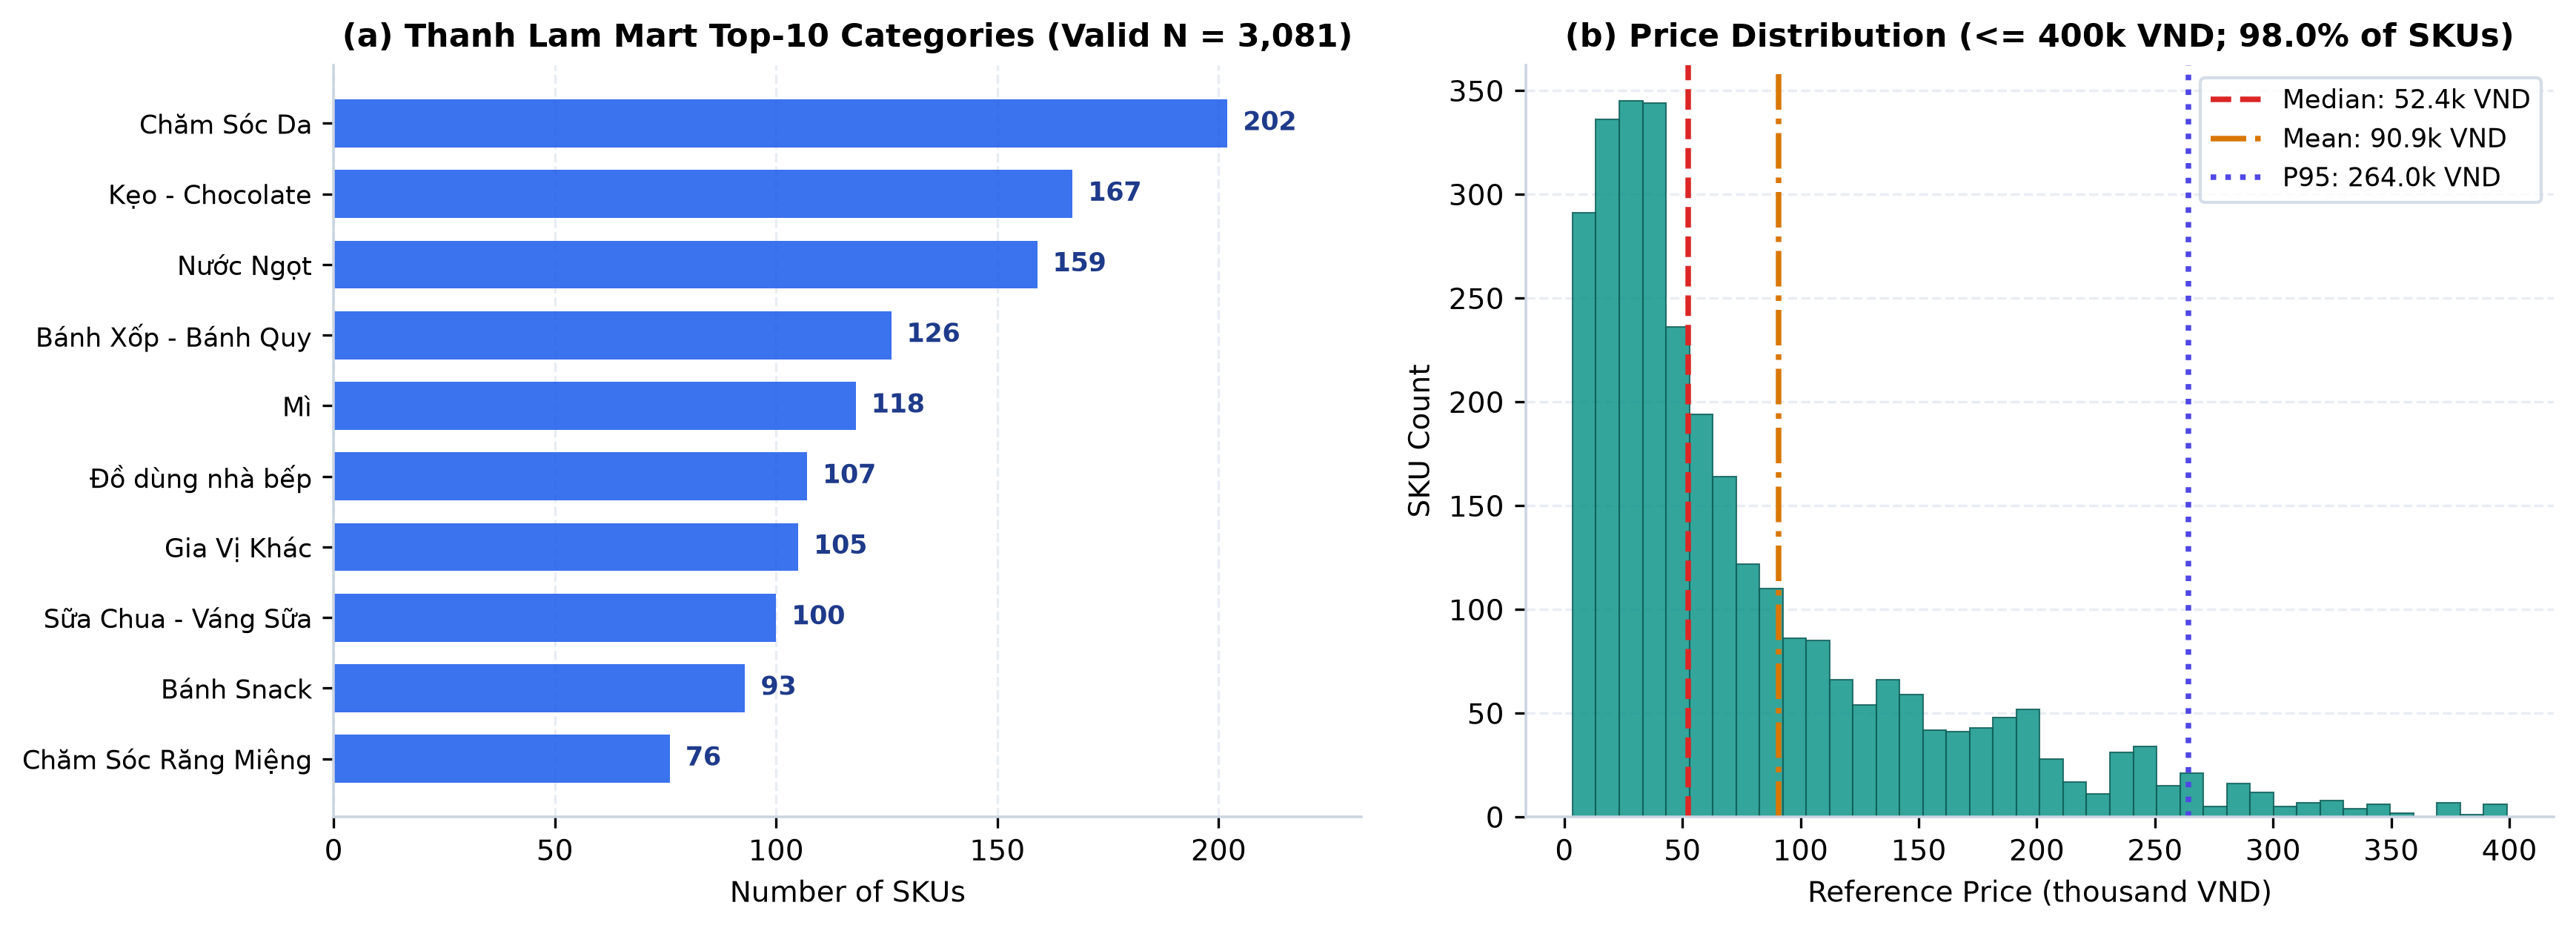 (a) Thanh Lam Mart Top-10 Categories (Valid N = 3,081)
Chăm Sóc Da
202
Kẹo - Chocolate
167
Nước Ngọt
159
Bánh Xốp - Bánh Quy
126
Mì
118
Đồ dùng nhà bếp
107
Gia Vị Khác
105
Sữa Chua - Váng Sữa
100
Bánh Snack
93
Chăm Sóc Răng Miệng
76
0 50 100 150 200
Number of SKUs
(b) Price Distribution (<= 400k VND; 98.0% of SKUs)
Median: 52.4k VND
Mean: 90.9k VND
P95: 264.0k VND
SKU Count
350
300
250
200
150
100
50
0
0 50 100 150 200 250 300 350 400
Reference Price (thousand VND)